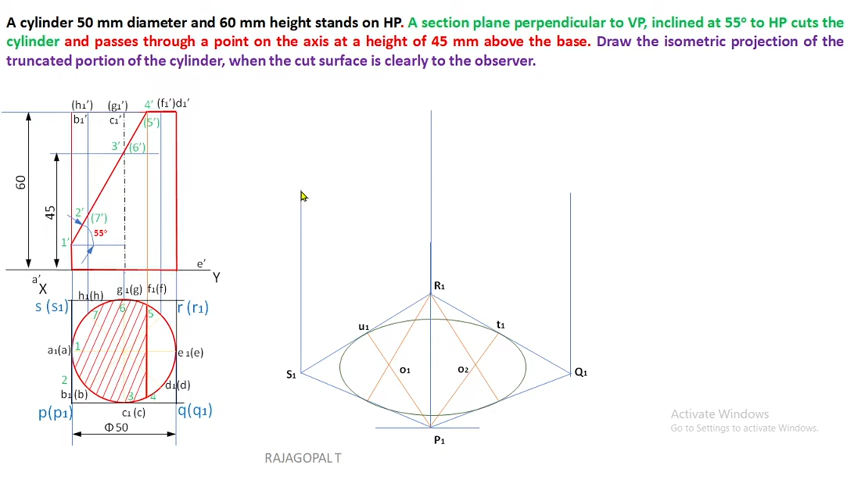 A cylinder 50 mm diameter and 60 mm height stands on HP. A section plane perpendicular to VP, inclined at 55° to HP cuts the
cylinder and passes through a point on the axis at a height of 45 mm above the base. Draw the isometric projection of the
truncated portion of the cylinder, when the cut surface is clearly to the observer.
(h1′) (g1′) 4′ (f1′)d1′
b1′ c1′ (5′)
3′ (6′)
60
45
2′ (7′)
55°
1′
e′
a′
X Y
g1(g) f1(f)
h1(h)
s (s1) 7 6 5 r (r1)
a1(a) 1 e1(e)
2 d1(d)
b1(b) 3 4
p(p1) c1 (c) q(q1)
Φ50
R1
u1 t1
S1 O1 O2 Q1
P1
RAJAGOPAL T
Activate Windows
Go to Settings to activate Windows.